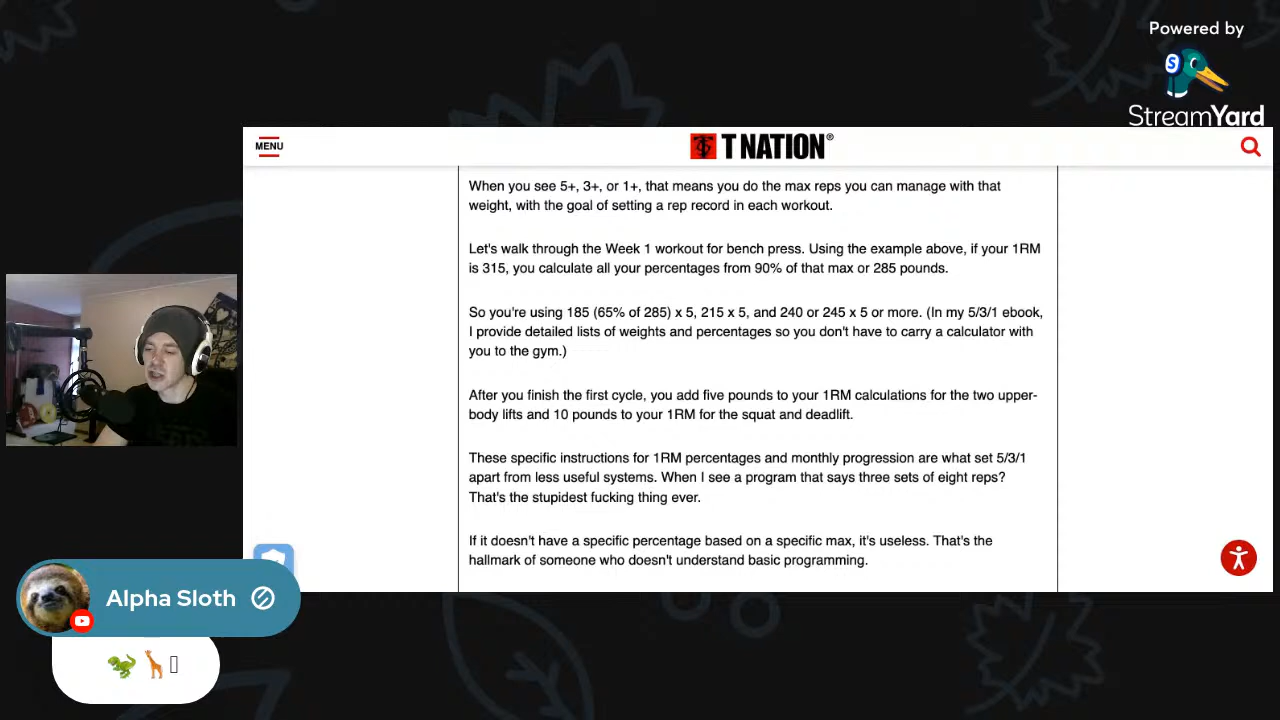 Powered by
StreamYard
MENU
T NATION®
When you see 5+, 3+, or 1+, that means you do the max reps you can manage with that
weight, with the goal of setting a rep record in each workout.
Let's walk through the Week 1 workout for bench press. Using the example above, if your 1RM
is 315, you calculate all your percentages from 90% of that max or 285 pounds.
So you're using 185 (65% of 285) x 5, 215 x 5, and 240 or 245 x 5 or more. (In my 5/3/1 ebook,
I provide detailed lists of weights and percentages so you don't have to carry a calculator with
you to the gym.)
After you finish the first cycle, you add five pounds to your 1RM calculations for the two upper-
body lifts and 10 pounds to your 1RM for the squat and deadlift.
These specific instructions for 1RM percentages and monthly progression are what set 5/3/1
apart from less useful systems. When I see a program that says three sets of eight reps?
That's the stupidest fucking thing ever.
If it doesn't have a specific percentage based on a specific max, it's useless. That's the
hallmark of someone who doesn't understand basic programming.
Alpha Sloth